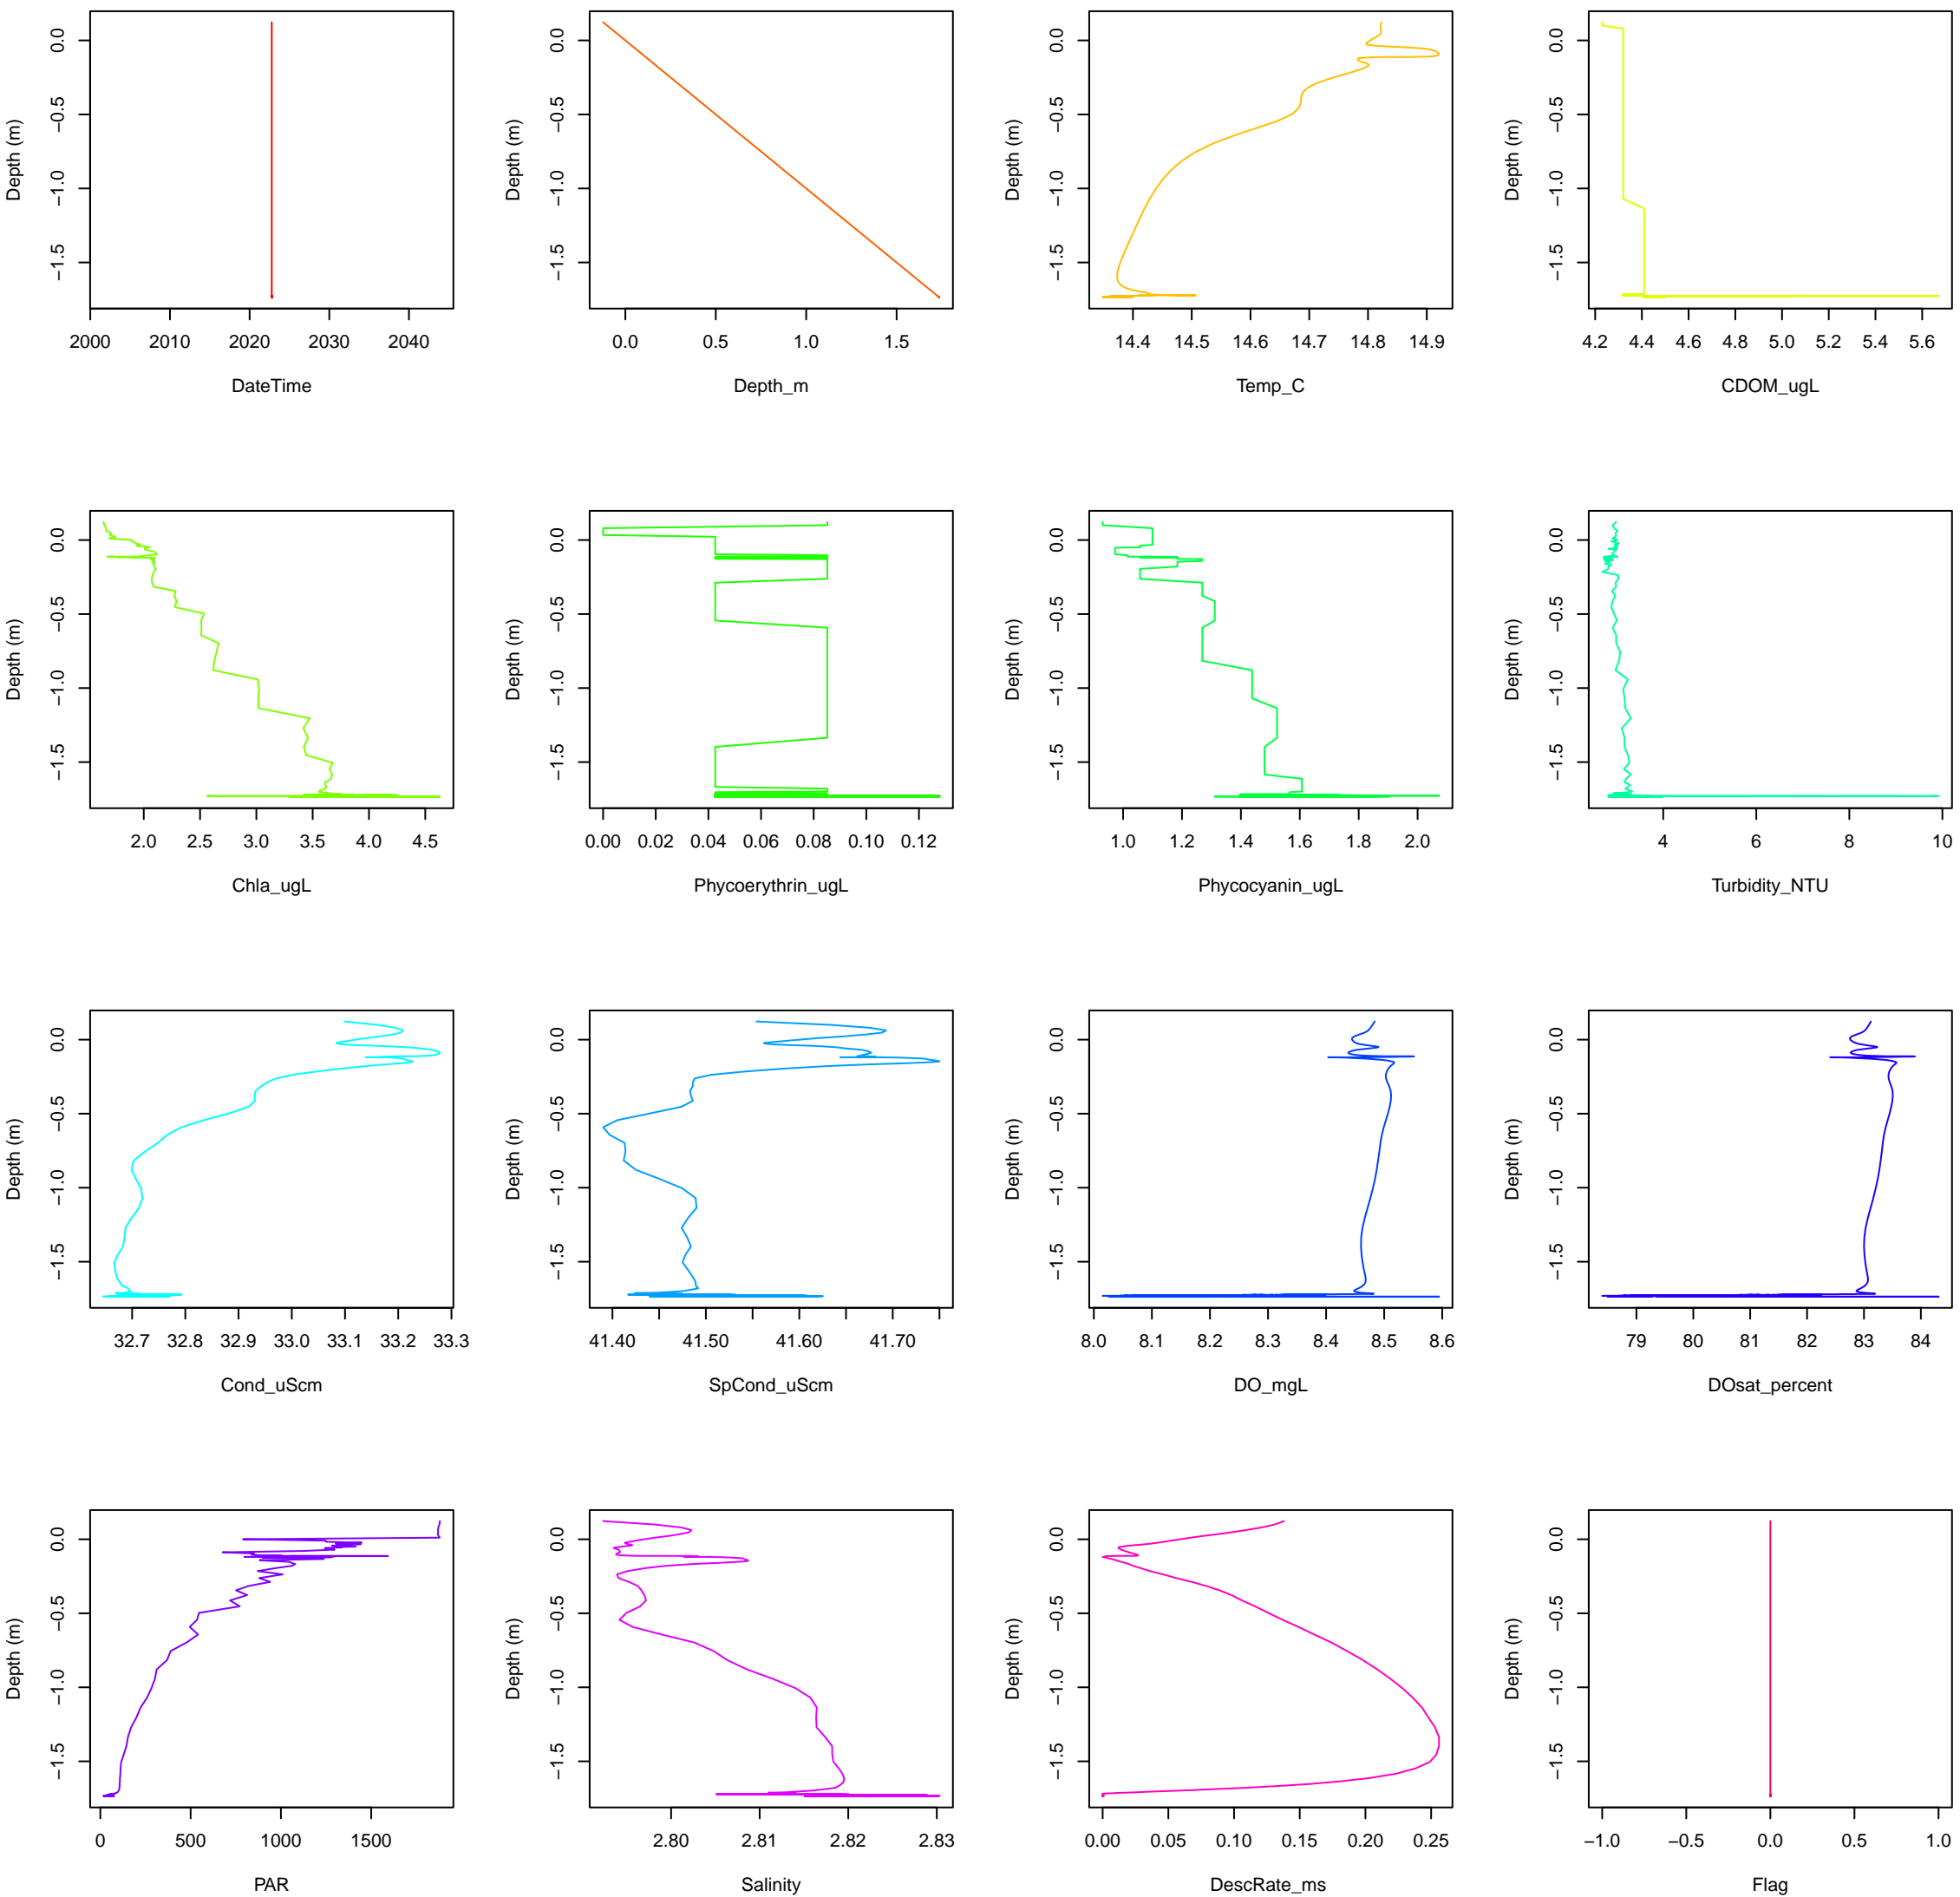 Depth (m)
0.0
−0.5
−1.0
−1.5
2000 2010 2020 2030 2040
DateTime
Depth (m)
0.0
−0.5
−1.0
−1.5
0.0 0.5 1.0 1.5
Depth_m
Depth (m)
0.0
−0.5
−1.0
−1.5
14.4 14.5 14.6 14.7 14.8 14.9
Temp_C
Depth (m)
0.0
−0.5
−1.0
−1.5
4.2 4.4 4.6 4.8 5.0 5.2 5.4 5.6
CDOM_ugL
Depth (m)
0.0
−0.5
−1.0
−1.5
2.0 2.5 3.0 3.5 4.0 4.5
Chla_ugL
Depth (m)
0.0
−0.5
−1.0
−1.5
0.00 0.02 0.04 0.06 0.08 0.10 0.12
Phycoerythrin_ugL
Depth (m)
0.0
−0.5
−1.0
−1.5
1.0 1.2 1.4 1.6 1.8 2.0
Phycocyanin_ugL
Depth (m)
0.0
−0.5
−1.0
−1.5
4 6 8 10
Turbidity_NTU
Depth (m)
0.0
−0.5
−1.0
−1.5
32.7 32.8 32.9 33.0 33.1 33.2 33.3
Cond_uScm
Depth (m)
0.0
−0.5
−1.0
−1.5
41.40 41.50 41.60 41.70
SpCond_uScm
Depth (m)
0.0
−0.5
−1.0
−1.5
8.0 8.1 8.2 8.3 8.4 8.5 8.6
DO_mgL
Depth (m)
0.0
−0.5
−1.0
−1.5
79 80 81 82 83 84
DOsat_percent
Depth (m)
0.0
−0.5
−1.0
−1.5
0 500 1000 1500
PAR
Depth (m)
0.0
−0.5
−1.0
−1.5
2.80 2.81 2.82 2.83
Salinity
Depth (m)
0.0
−0.5
−1.0
−1.5
0.00 0.05 0.10 0.15 0.20 0.25
DescRate_ms
Depth (m)
0.0
−0.5
−1.0
−1.5
−1.0 −0.5 0.0 0.5 1.0
Flag